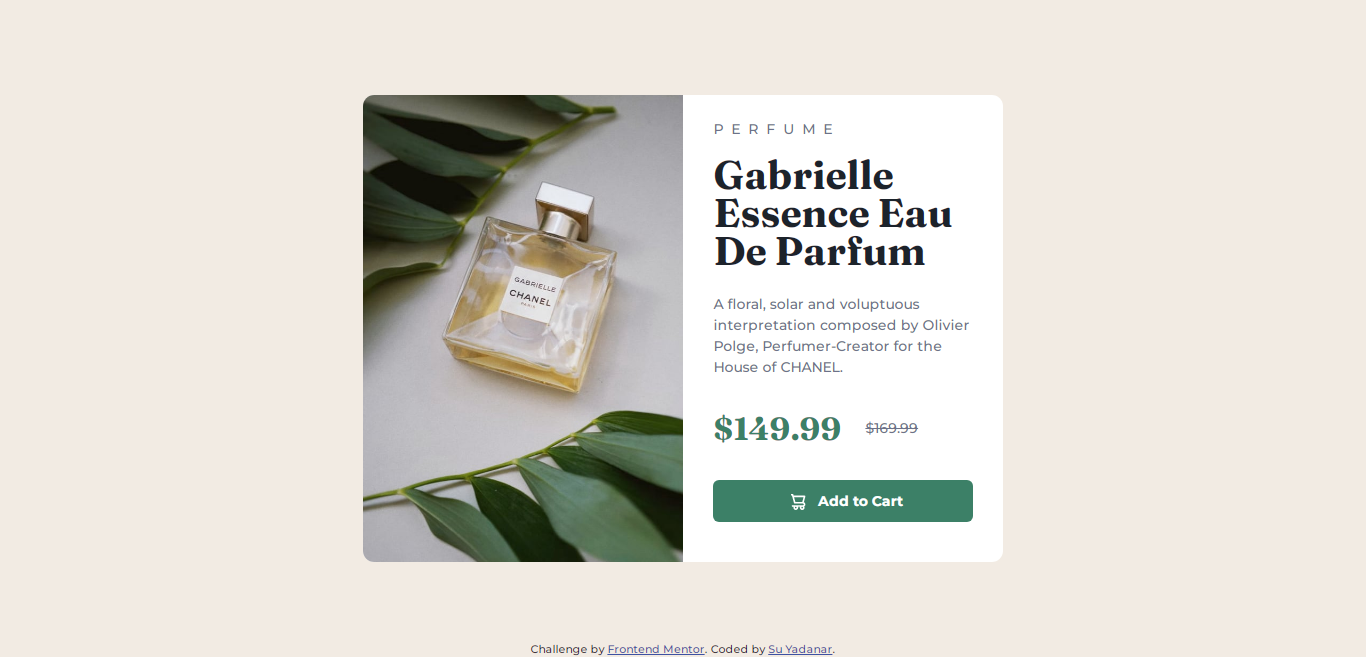 PERFUME
Gabrielle
Essence Eau
De Parfum
A floral, solar and voluptuous
interpretation composed by Olivier
Polge, Perfumer-Creator for the
House of CHANEL.
$149.99 $169.99
Add to Cart
GABRIELLE
CHANEL
PARIS
Challenge by Frontend Mentor. Coded by Su Yadanar.